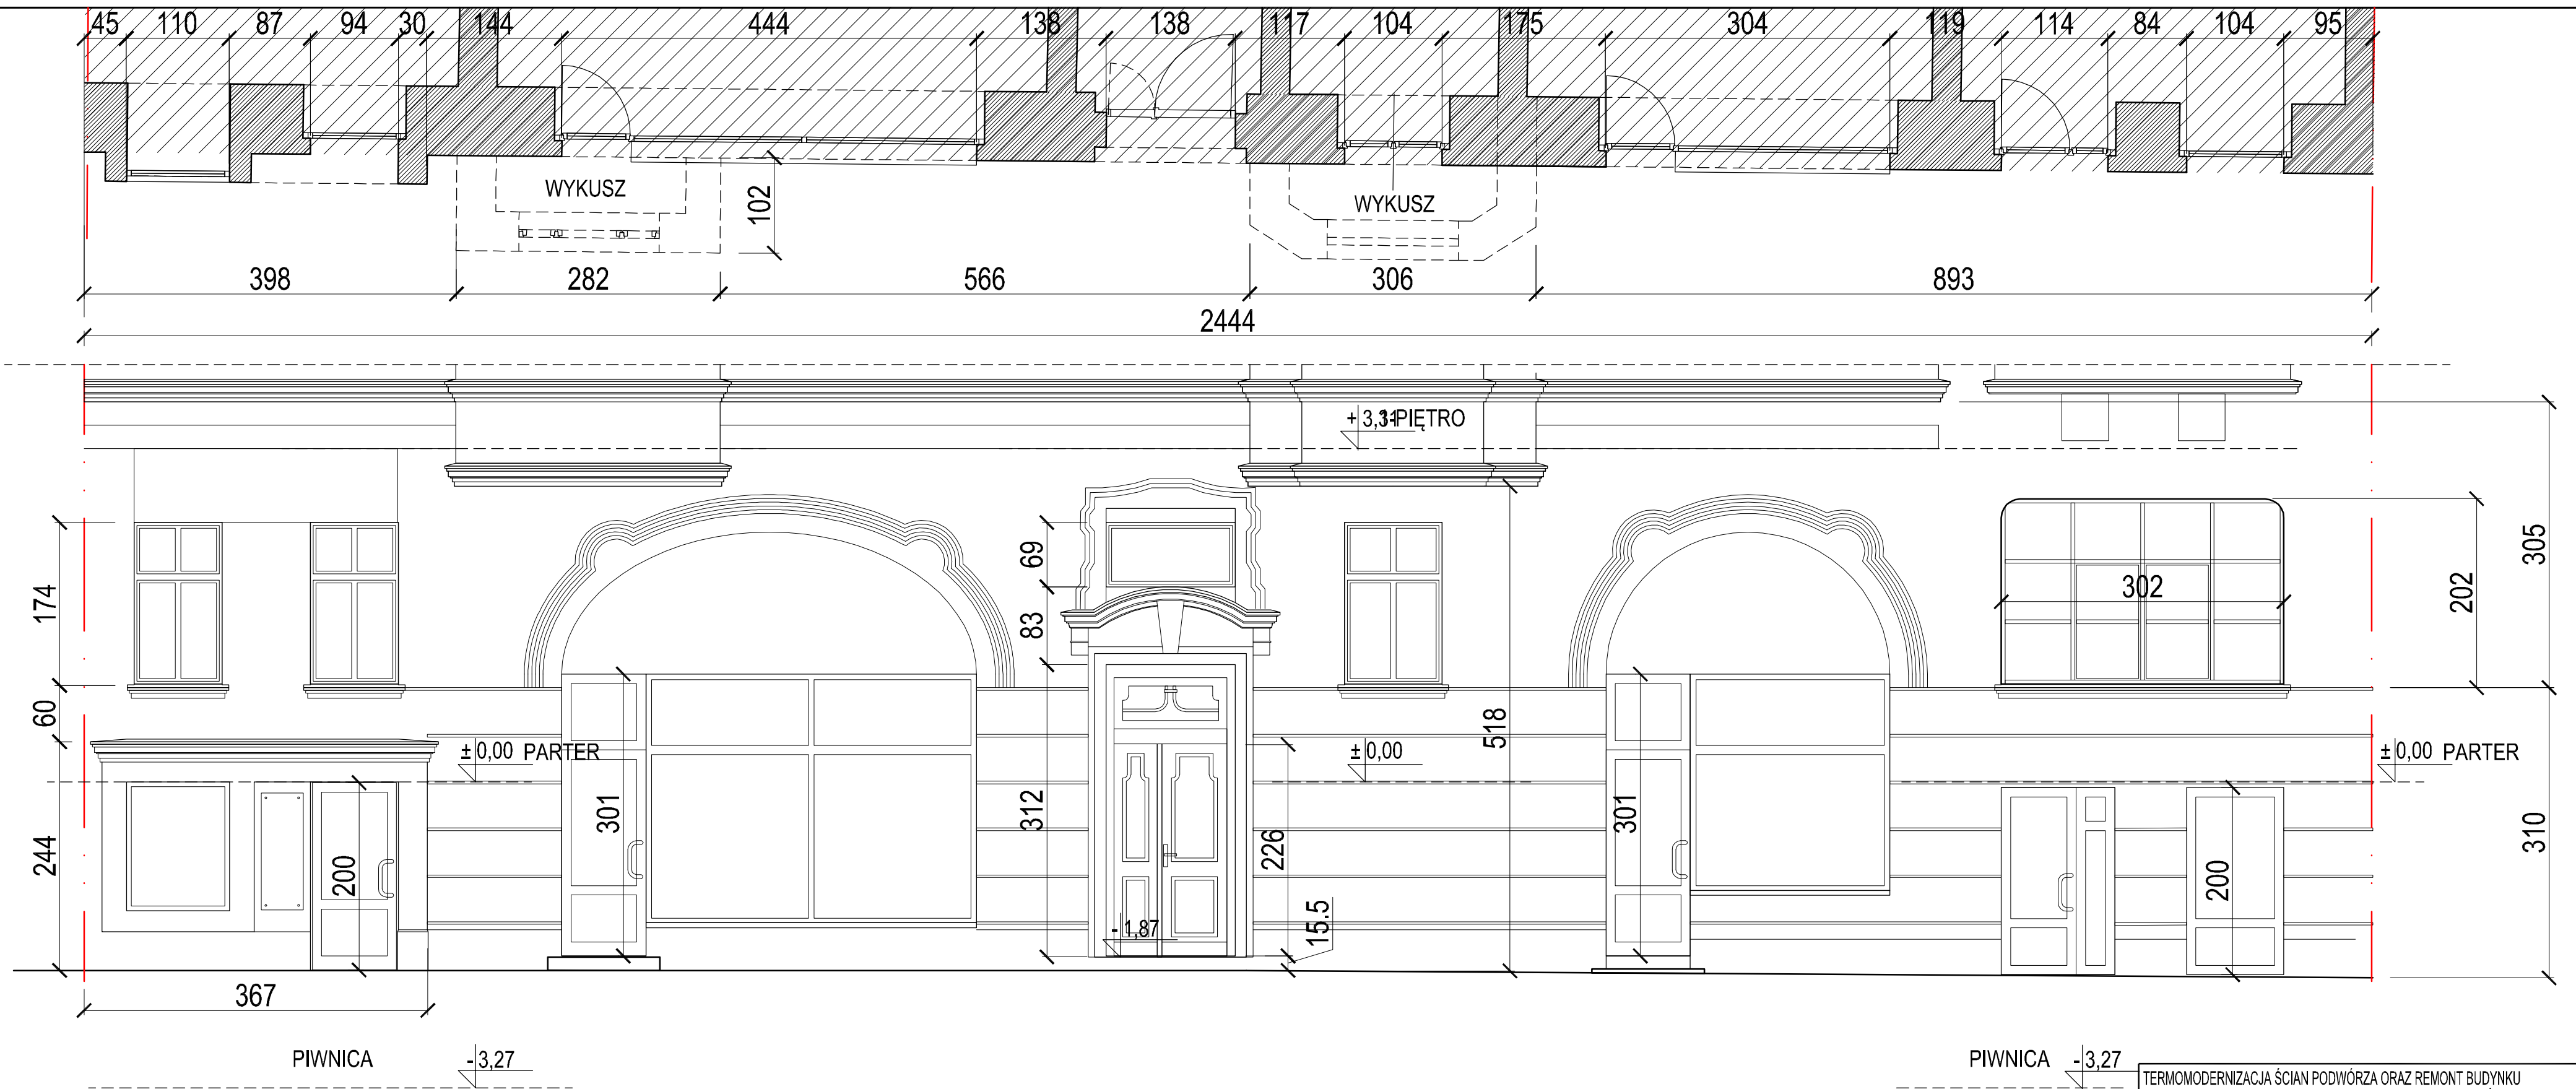 45 110 87 94 30 144 444 138 138 117 104 175 304 119 114 84 104 95
WYKUSZ
102
WYKUSZ
398 282 566 306 893
2444
+ 3,31 PIĘTRO
174
60
244
69
83
312
518
302
202
305
310
± 0,00 PARTER
± 0,00
± 0,00 PARTER
200
301
226
15.5
- 1,87
301
200
367
PIWNICA -3,27
PIWNICA -3,27
TERMOMODERNIZACJA ŚCIAN PODWÓRZA ORAZ REMONT BUDYNKU